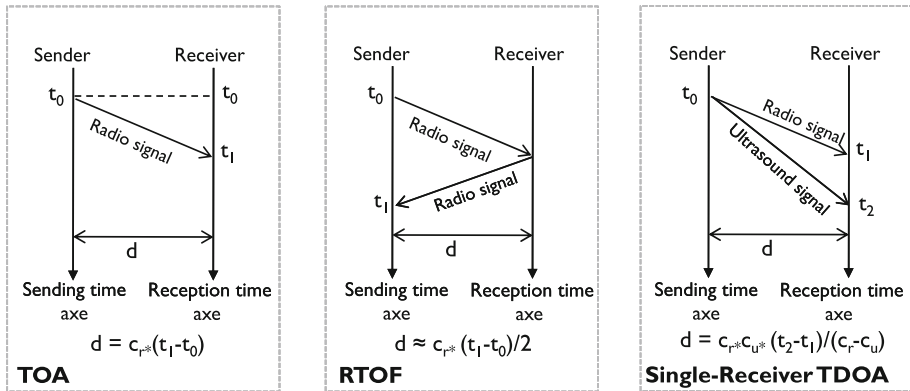 Sender Receiver
t0 t0
Radio signal
t1
d
Sending time Reception time
axe axe
d = cr*(t1-t0)
TOA
Sender Receiver
t0
Radio signal
Radio signal
t1
d
Sending time Reception time
axe axe
d ≈ cr* (t1-t0)/2
RTOF
Sender Receiver
t0
Radio signal
t1
Ultrasound signal
t2
d
Sending time Reception time
axe axe
d = cr*cu* (t2-t1)/(cr-cu)
Single-Receiver TDOA